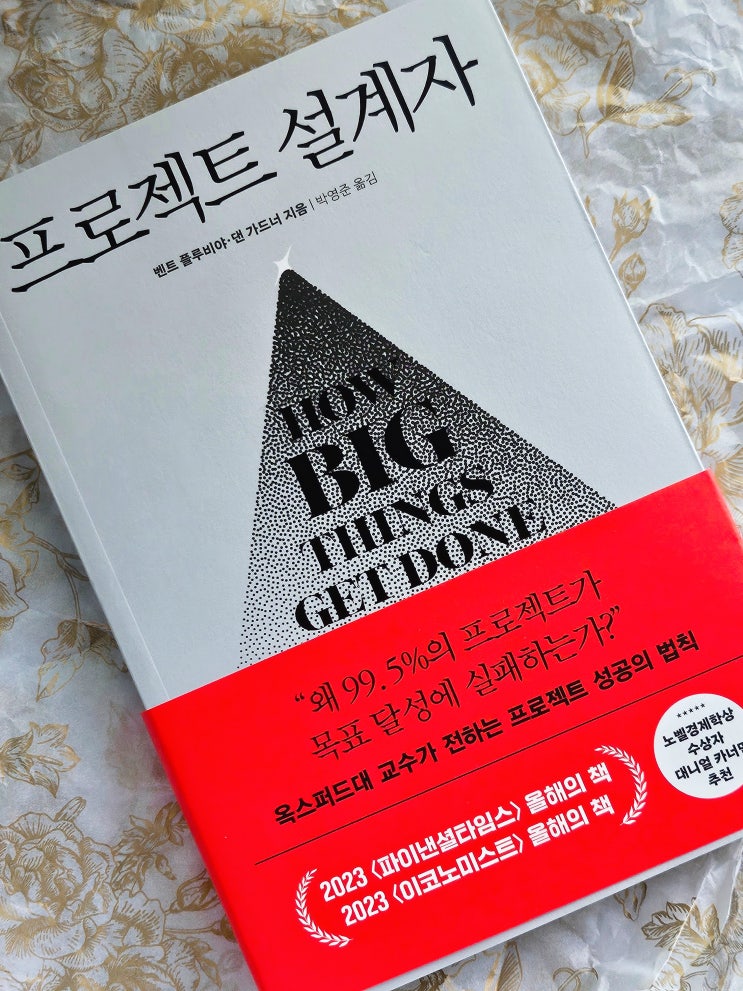 프로젝트 설계자
벤트 플루비야·댄 가드너 지음 | 박영준 옮김
HOW
BIG
THINGS
GET DONE
“왜 99.5%의 프로젝트가
목표 달성에 실패하는가?”
옥스퍼드대 교수가 전하는 프로젝트 성공의 법칙
2023 〈파이낸셜타임스〉 올해의 책
2023 〈이코노미스트〉 올해의 책
★★★★★
노벨경제학상
수상자
대니얼 카너먼
추천